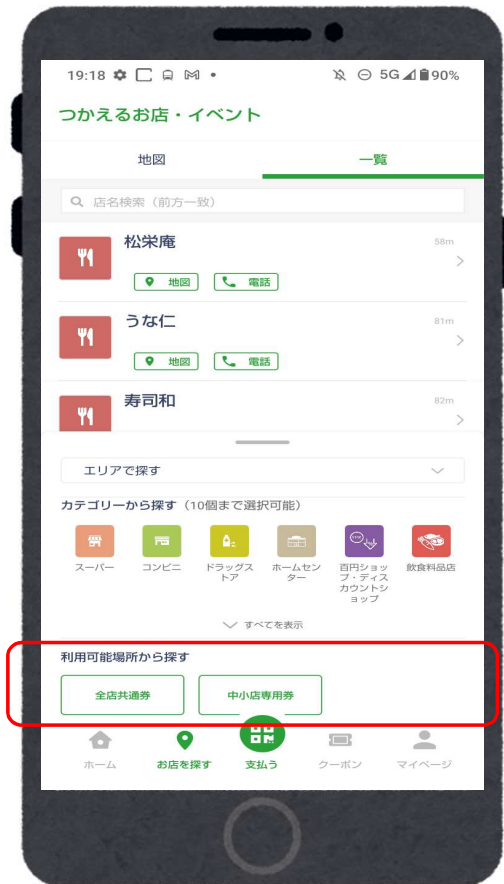 19:18 5G 90%
つかえるお店・イベント
地図 一覧
店名検索（前方一致）
松栄庵 58m
地図 電話
うな仁 81m
地図 電話
寿司和 82m
エリアで探す
カテゴリーから探す（10個まで選択可能）
スーパー コンビニ ドラッグス ホームセン 百円ショッ 飲食料品店
トア ター プ・ディス
カウントシ
ョップ
すべてを表示
利用可能場所から探す
全店共通券 中小店専用券
ホーム お店を探す 支払う クーポン マイページ